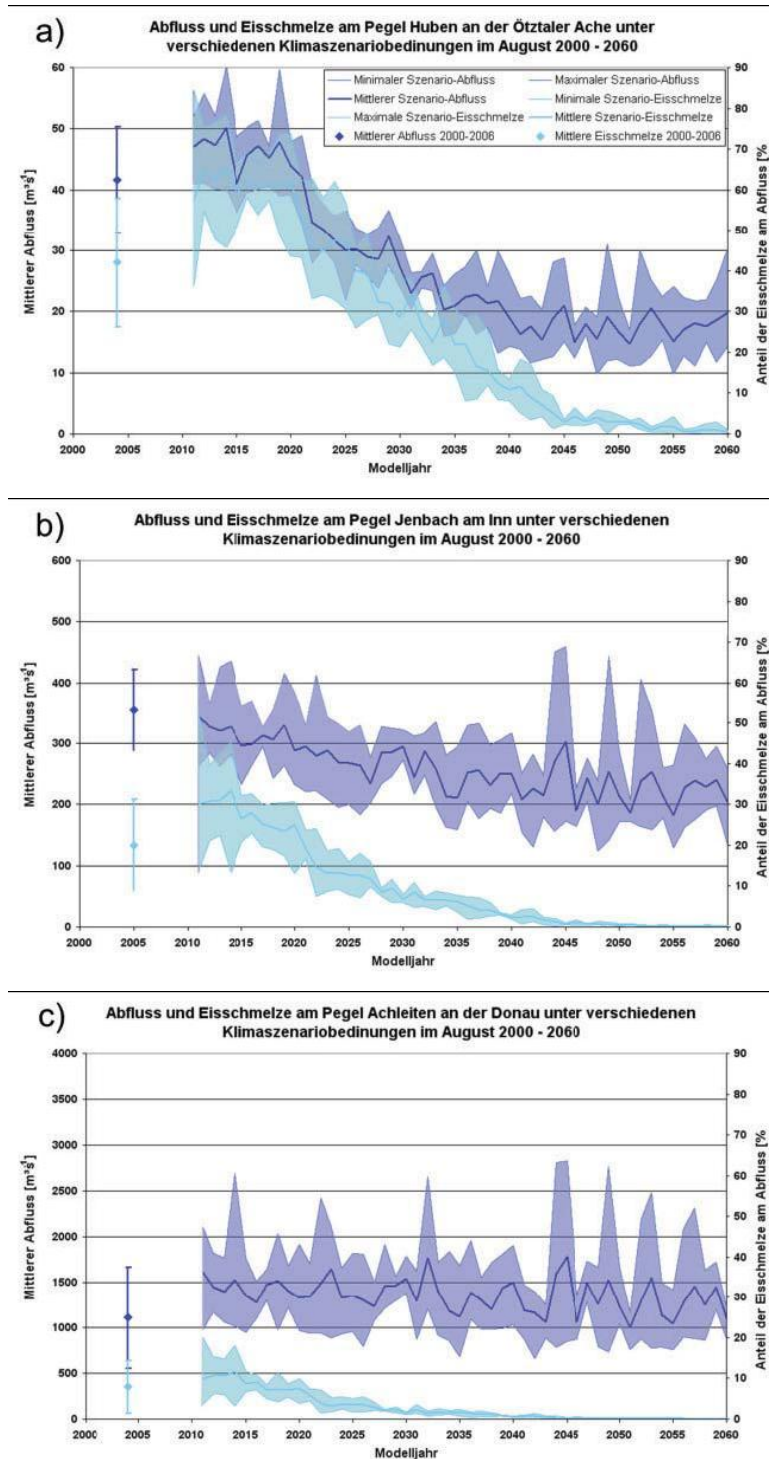 a)
Abfluss und Eisschmelze am Pegel Huben an der Ötztaler Ache unter
verschiedenen Klimaszenariobedinungen im August 2000 - 2060
Minimaler Szenario-Abfluss
Maximaler Szenario-Abfluss
Mittlerer Szenario-Abfluss
Minimale Szenario-Eisschmelze
Maximale Szenario-Eisschmelze
Mittlere Szenario-Eisschmelze
Mittlerer Abfluss 2000-2006
Mittlere Eisschmelze 2000-2006
Mittlerer Abfluss [m³s¹]
60
50
40
30
20
10
0
90
80
70
60
50
40
30
20
10
0
Anteil der Eisschmelze am Abfluss [%
2000 2005 2010 2015 2020 2025 2030 2035 2040 2045 2050 2055 2060
Modelljahr
b)
Abfluss und Eisschmelze am Pegel Jenbach am Inn unter verschiedenen
Klimaszenariobedinungen im August 2000 - 2060
Mittlerer Abfluss [m³s¹]
600
500
400
300
200
100
0
90
80
70
60
50
40
30
20
10
0
Anteil der Eisschmelze am Abfluss [%
2000 2005 2010 2015 2020 2025 2030 2035 2040 2045 2050 2055 2060
Modelljahr
c)
Abfluss und Eisschmelze am Pegel Achleiten an der Donau unter verschiedenen
Klimaszenariobedinungen im August 2000 - 2060
Mittlerer Abfluss [m³s¹]
4000
3500
3000
2500
2000
1500
1000
500
0
90
80
70
60
50
40
30
20
10
0
Anteil der Eisschmelze am Abfluss [%
2000 2005 2010 2015 2020 2025 2030 2035 2040 2045 2050 2055 2060
Modelljahr